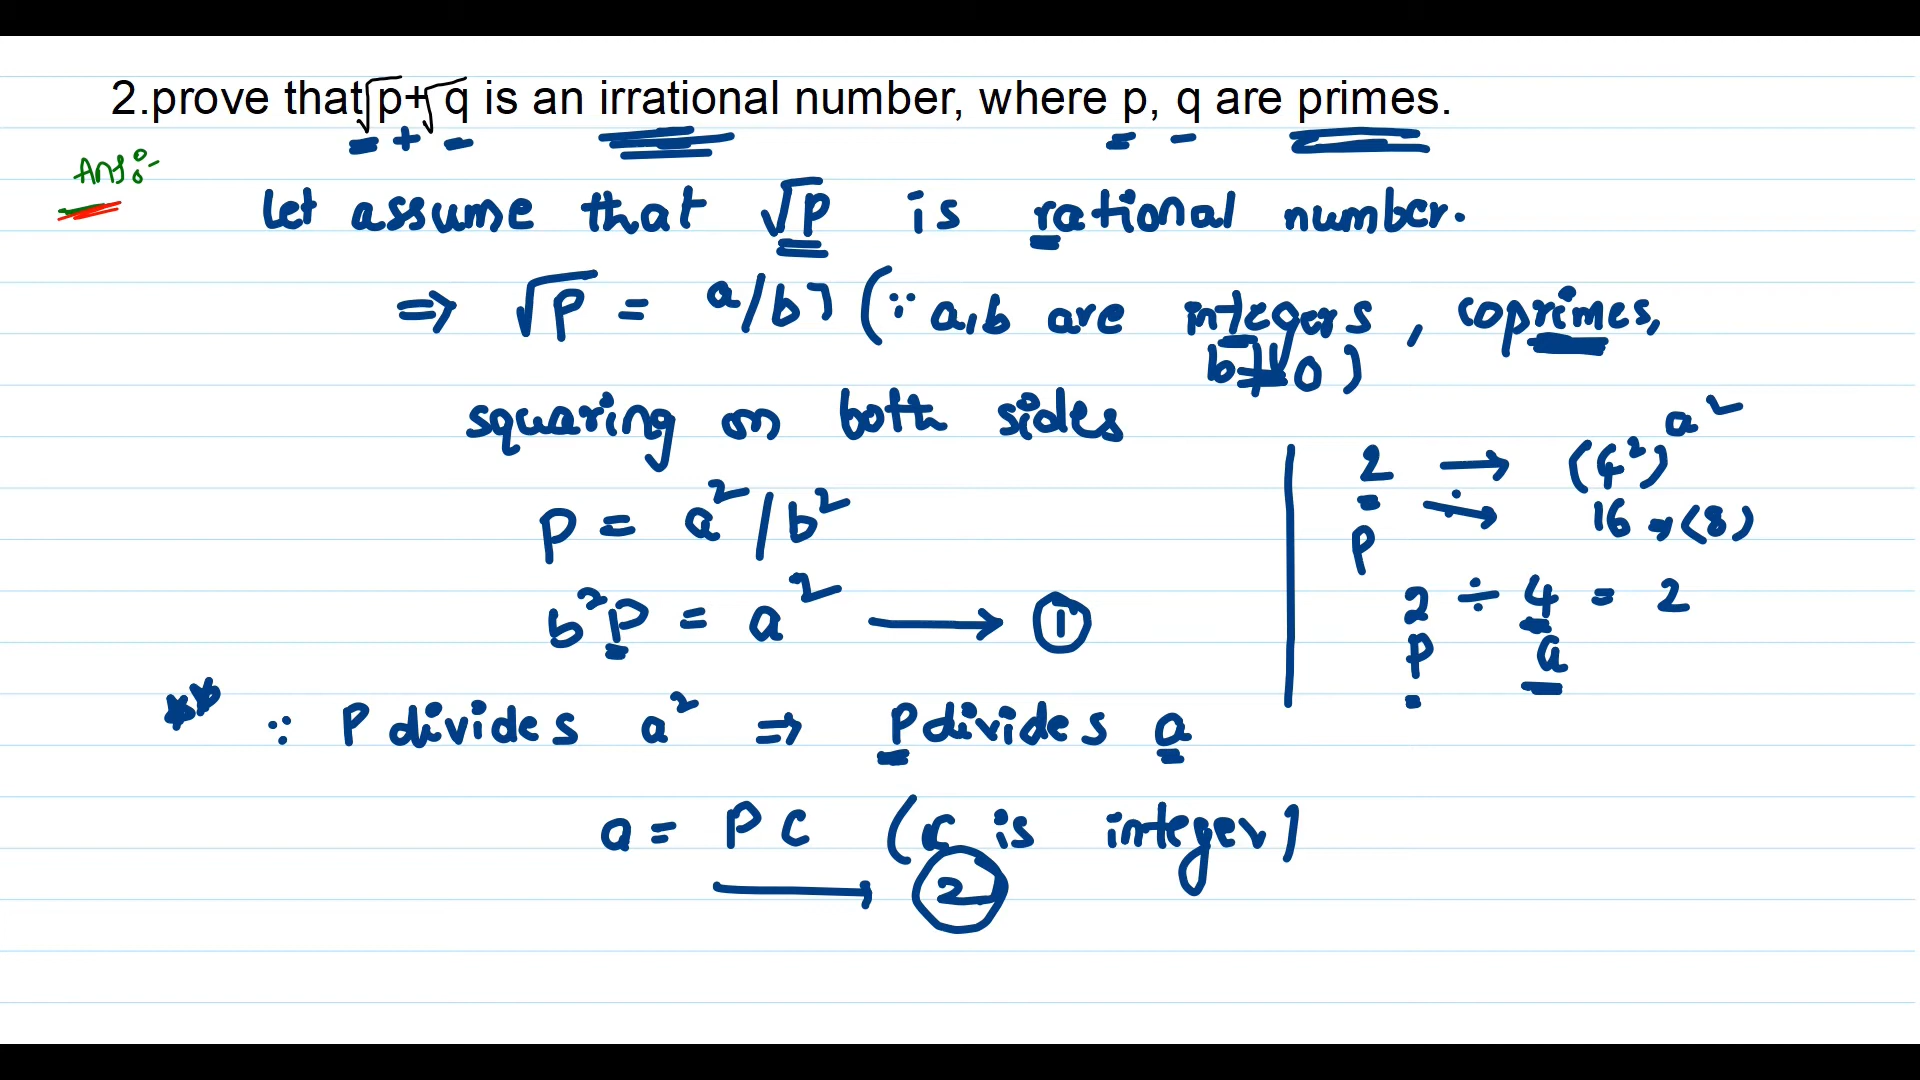 2.prove that √p+√q is an irrational number, where p, q are primes.
Ans:-
Let assume that √p is rational number.
⇒ √p = a/b (∵ a,b are integers, coprimes,
b≠0)
squaring on both sides
p = a²/b²
b²p = a² → ①
∵ P divides a² ⇒ P divides a
a = P c (c is integer)
→ ②
2 → (4²) a²
÷ 16 → (8)
P
2 ÷ 4 = 2
P a